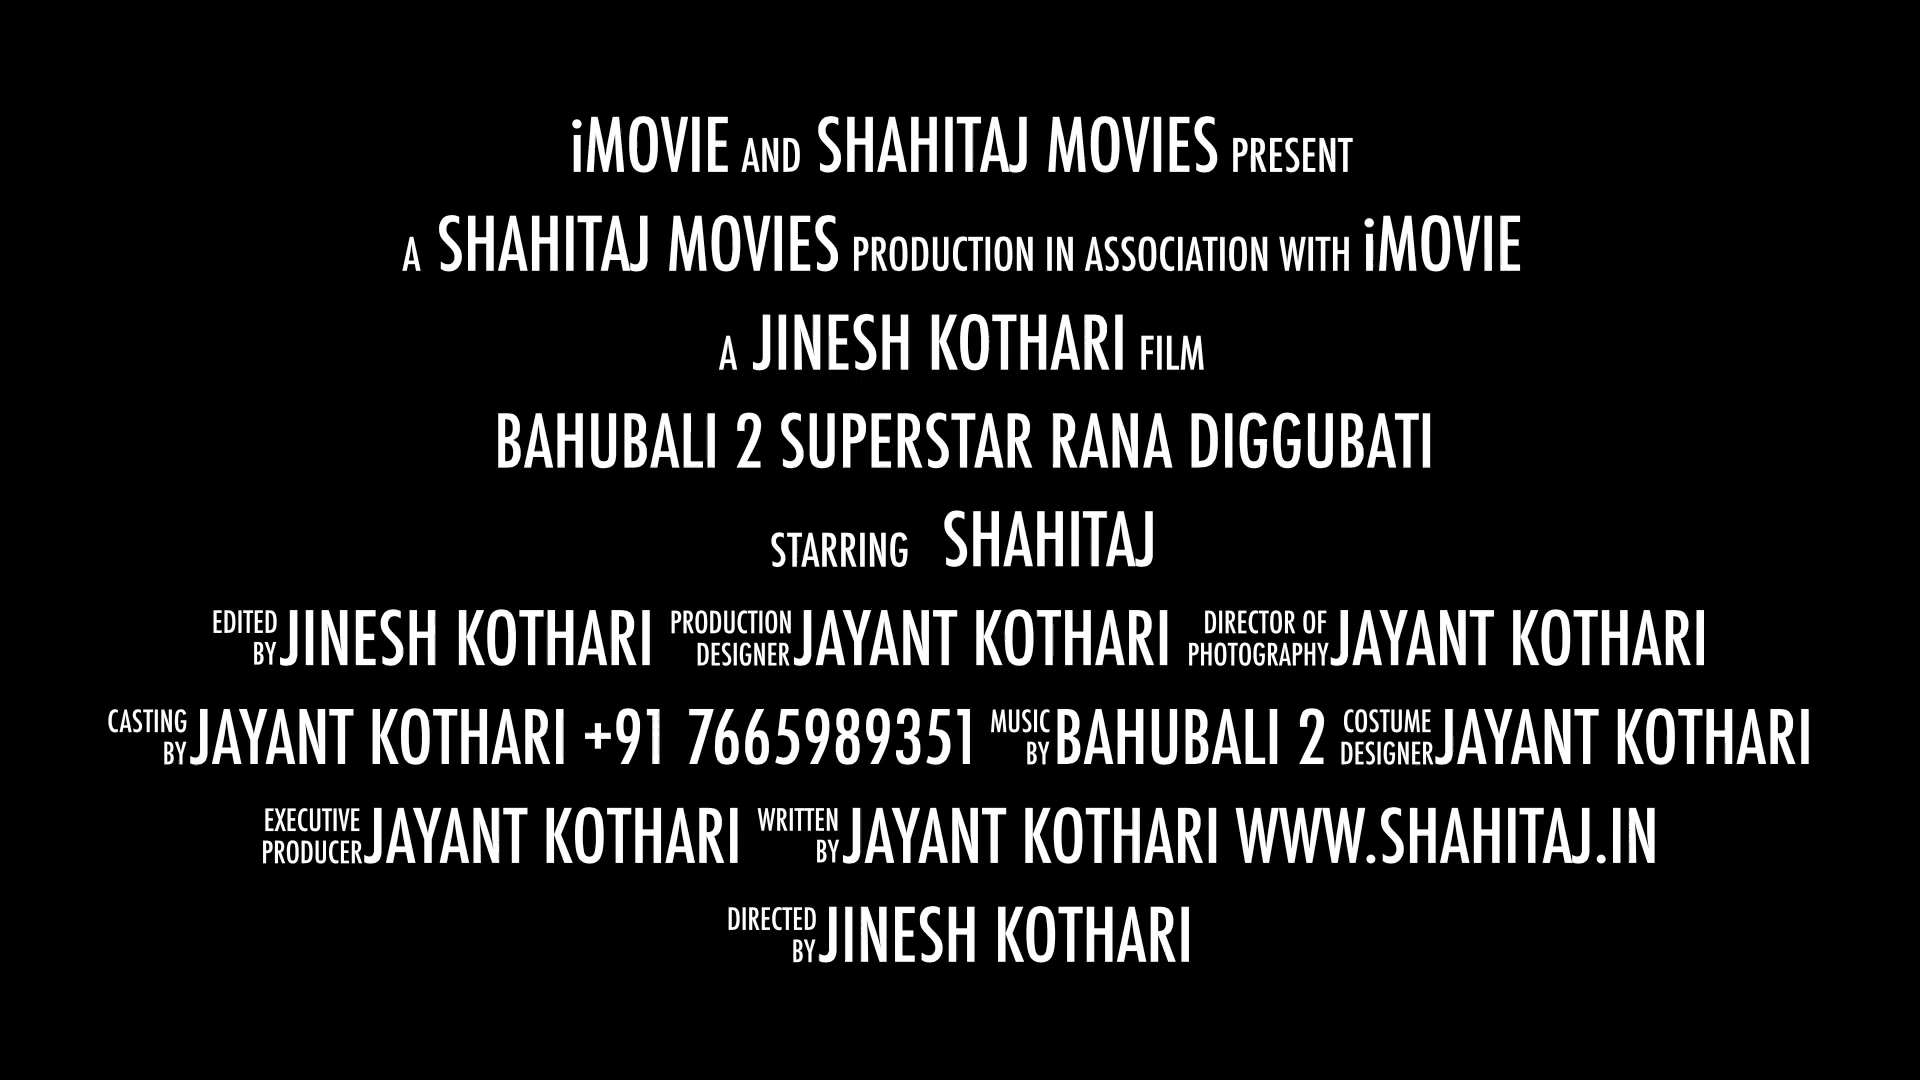 iMOVIE AND SHAHITAJ MOVIES PRESENT
A SHAHITAJ MOVIES PRODUCTION IN ASSOCIATION WITH iMOVIE
A JINESH KOTHARI FILM
BAHUBALI 2 SUPERSTAR RANA DIGGUBATI
STARRING SHAHITAJ
EDITED BY JINESH KOTHARI PRODUCTION DESIGNER JAYANT KOTHARI DIRECTOR OF PHOTOGRAPHY JAYANT KOTHARI
CASTING BY JAYANT KOTHARI +91 7665989351 MUSIC BY BAHUBALI 2 COSTUME DESIGNER JAYANT KOTHARI
EXECUTIVE PRODUCER JAYANT KOTHARI WRITTEN BY JAYANT KOTHARI WWW.SHAHITAJ.IN
DIRECTED BY JINESH KOTHARI